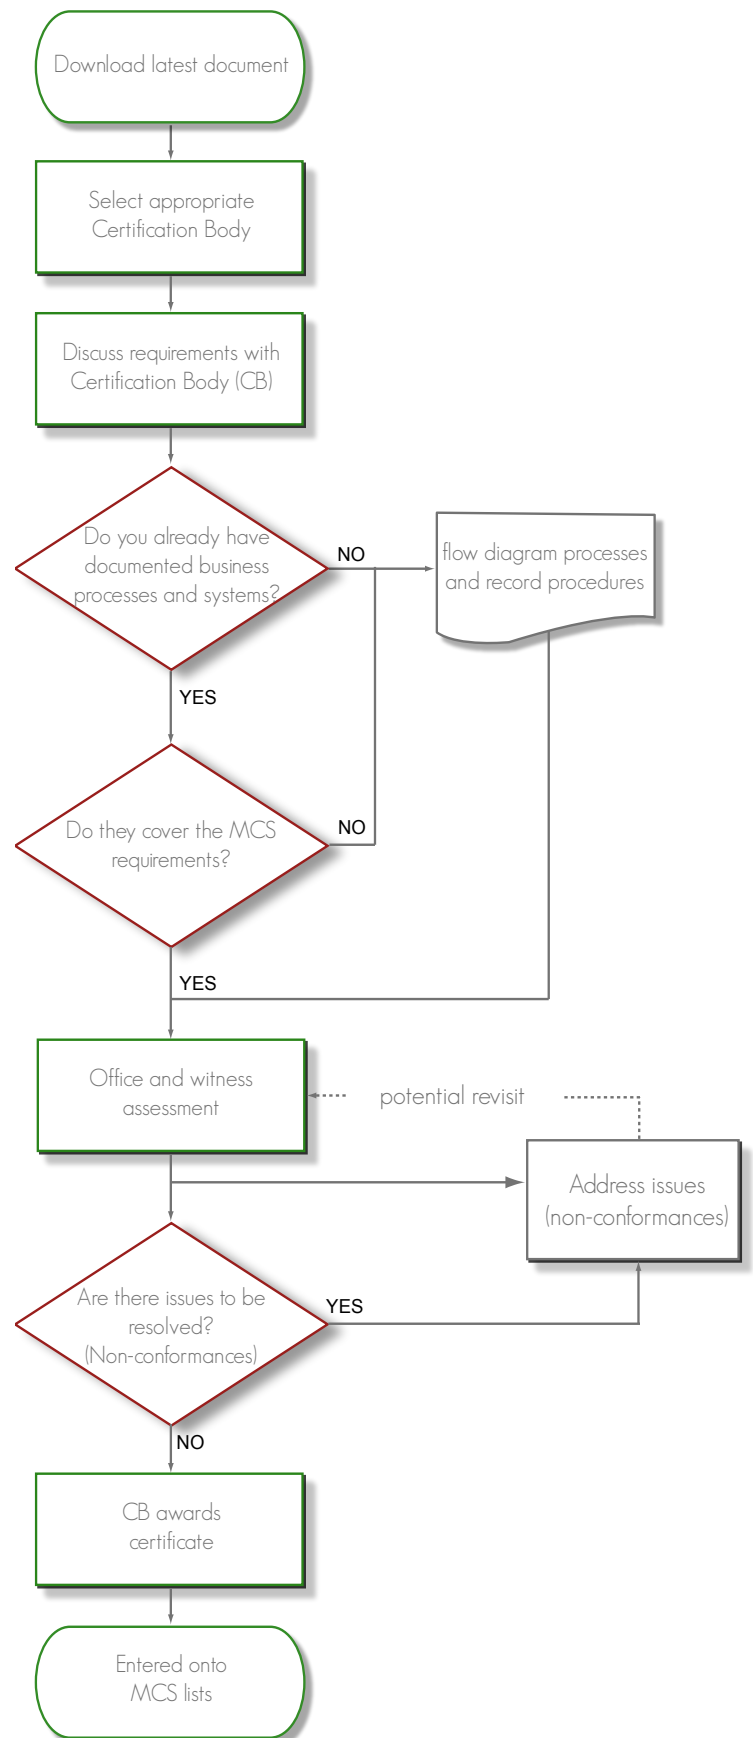 Download latest document
Select appropriate
Certification Body
Discuss requirements with
Certification Body (CB)
Do you already have
documented business
processes and systems?
NO
flow diagram processes
and record procedures
YES
Do they cover the MCS
requirements?
NO
YES
Office and witness
assessment
potential revisit
Address issues
(non-conformances)
Are there issues to be
resolved?
(Non-conformances)
YES
NO
CB awards
certificate
Entered onto
MCS lists